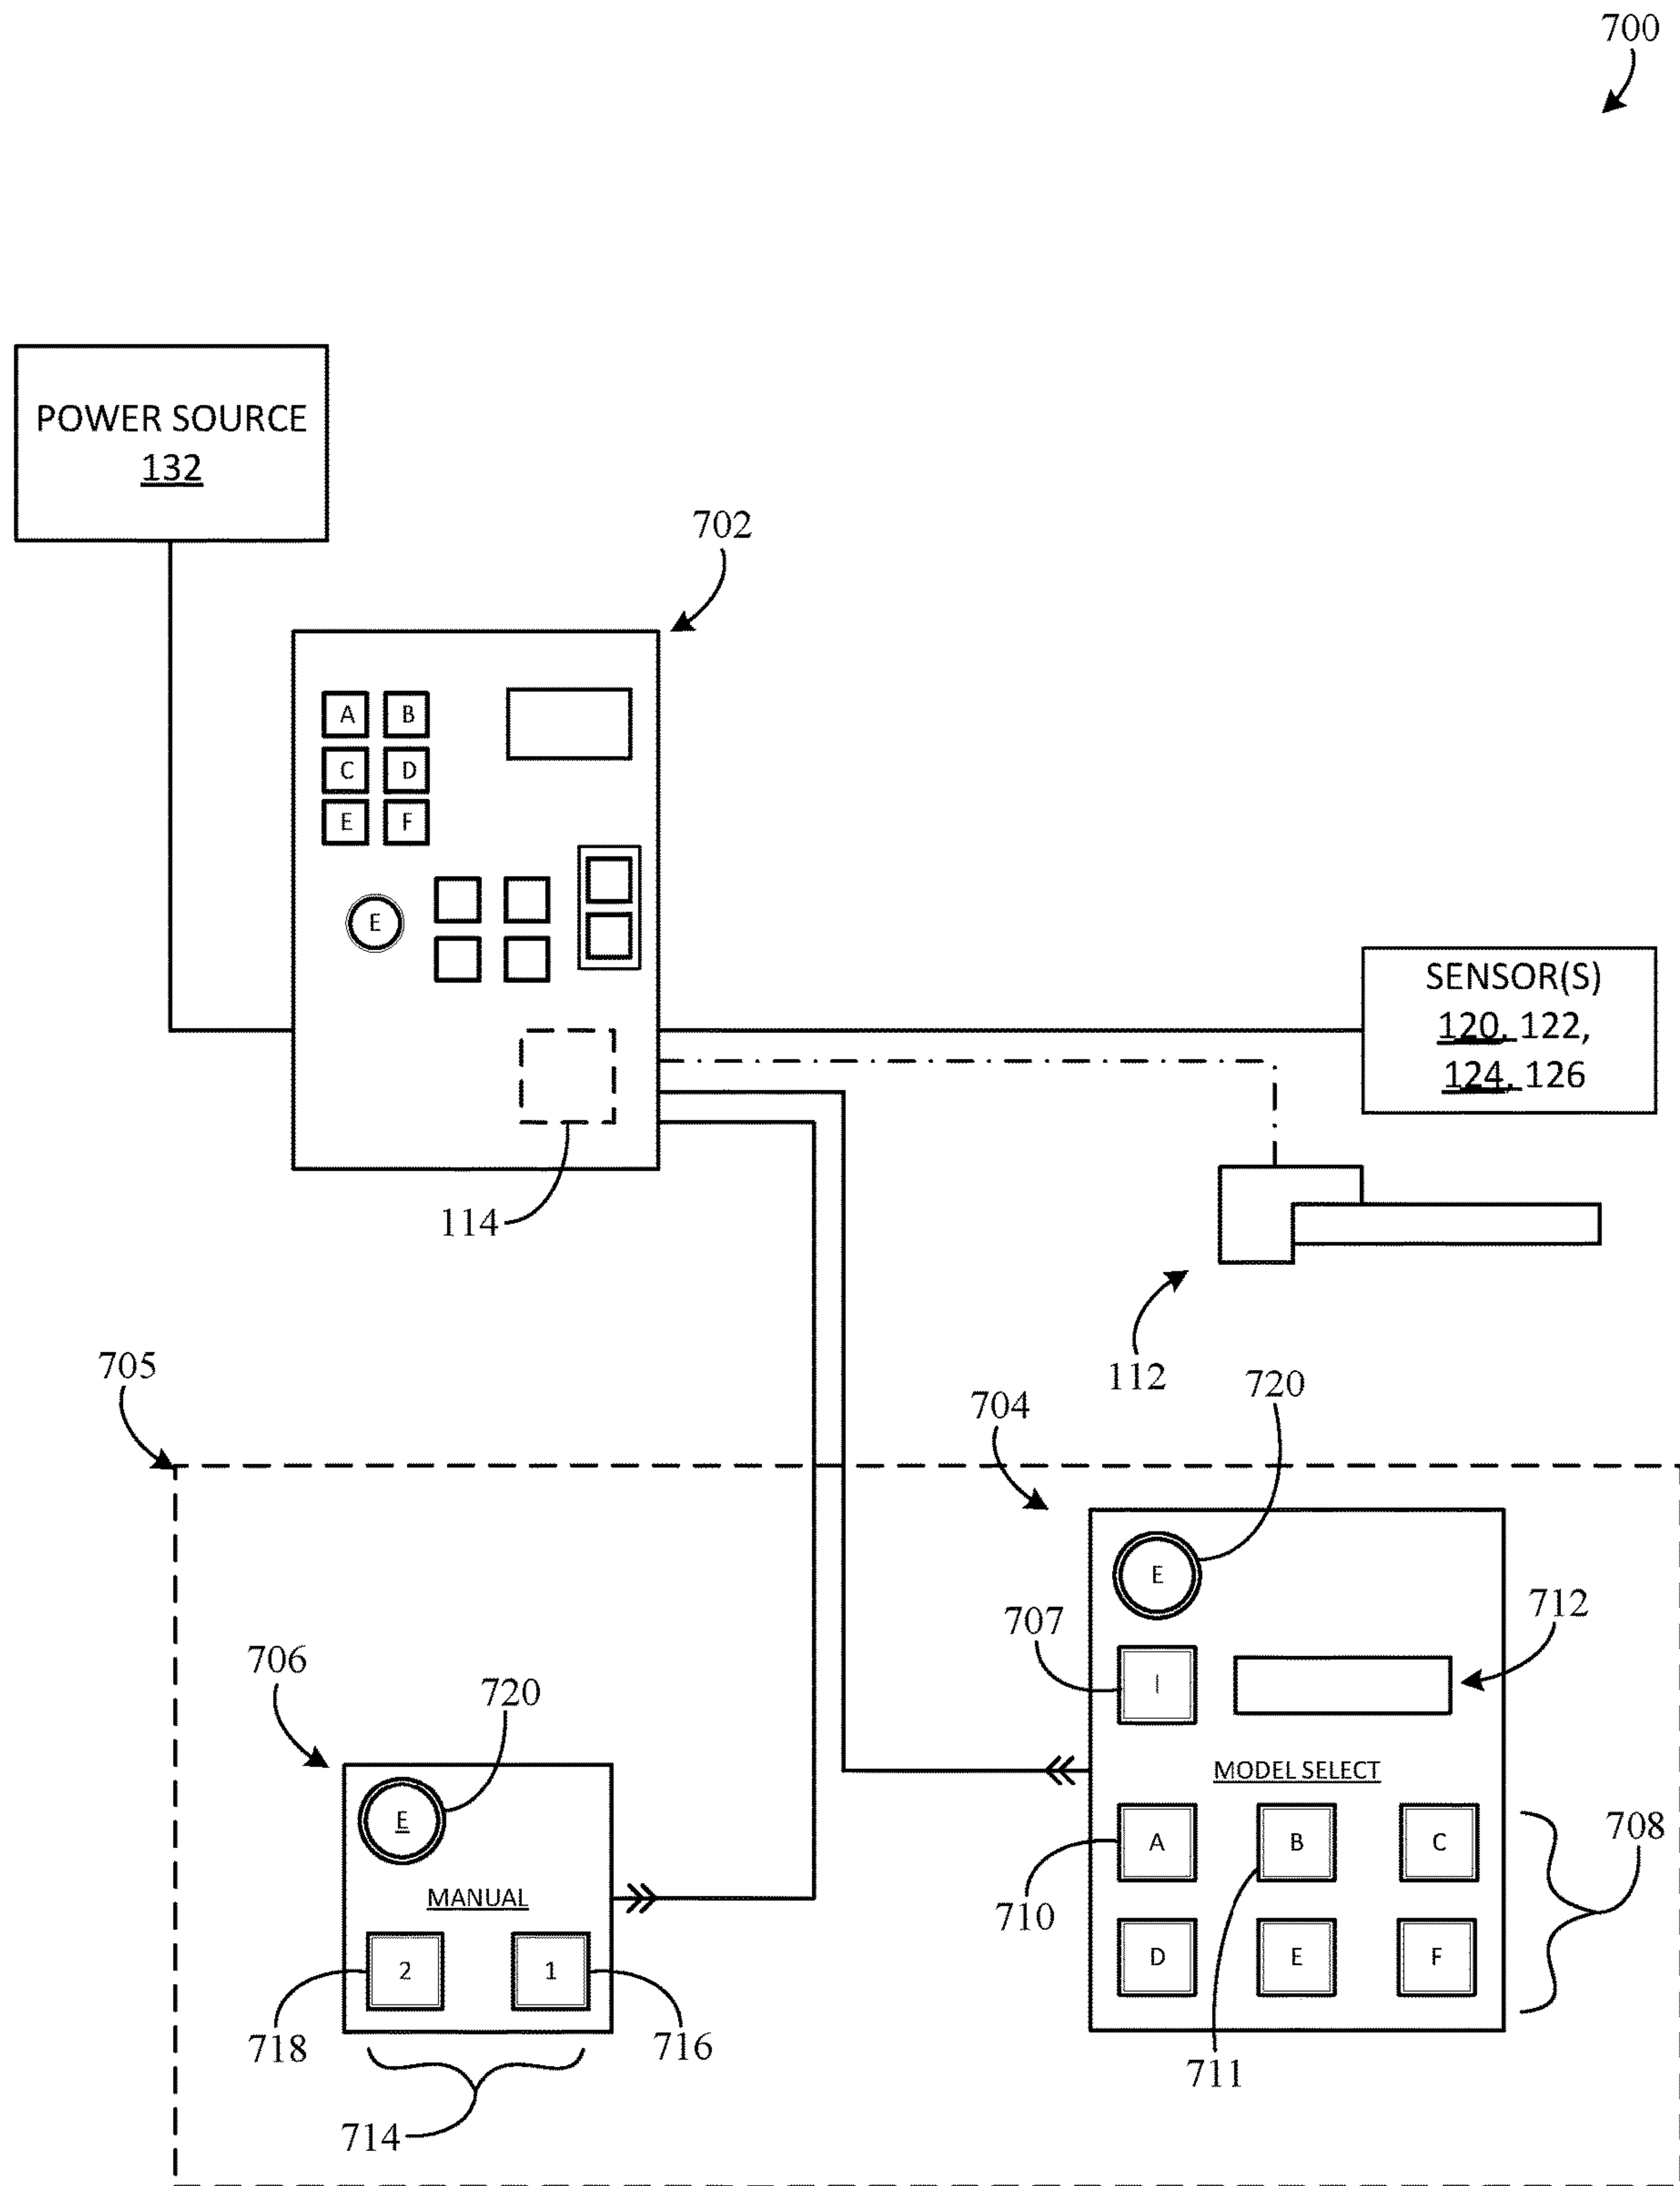 700
POWER SOURCE
132
702
A B
C D
E F
E
SENSOR(S)
120, 122,
124, 126
114
112
705
704
720
E
707
712
I
706
720
MODEL SELECT
E
A B C
708
MANUAL
710
D E F
2 1
718
716
711
714